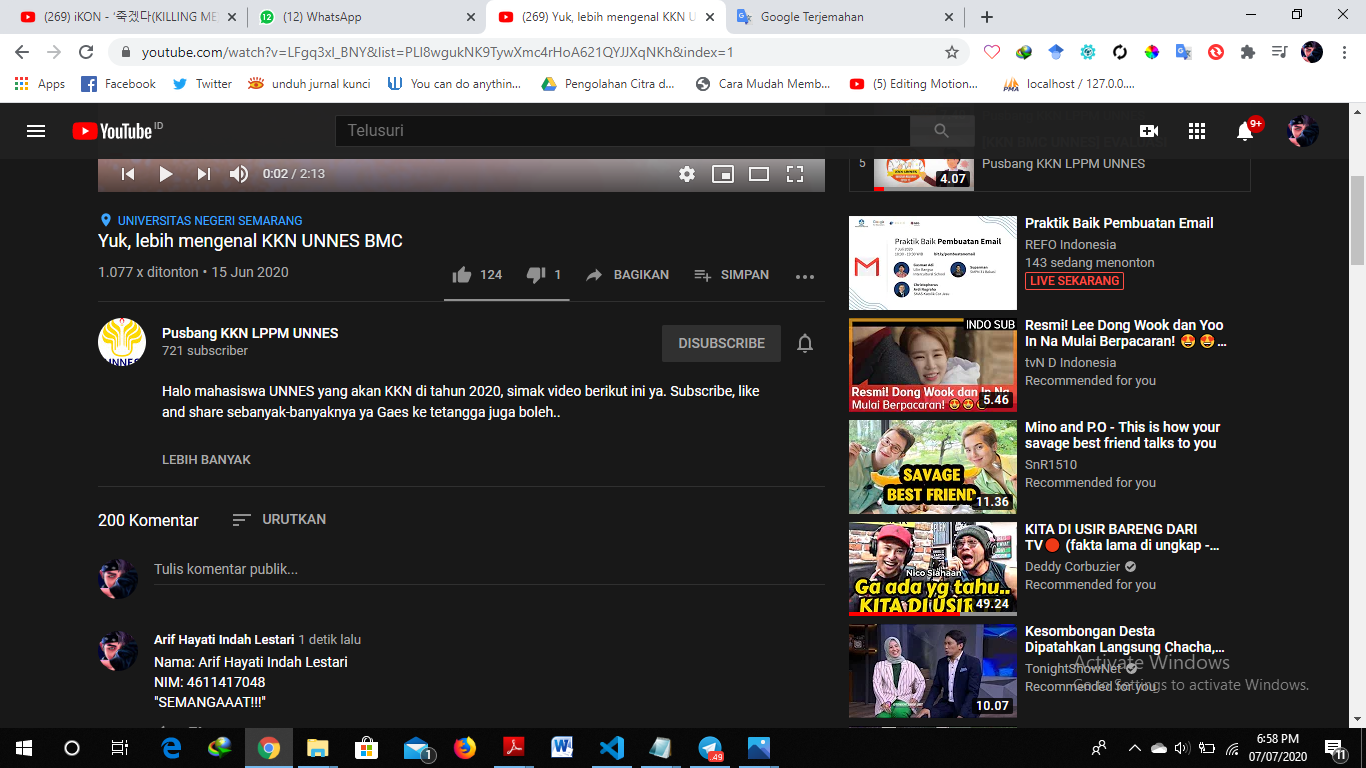 (269) iKON - '죽겠다(KILLING ME
(12) WhatsApp
(269) Yuk, lebih mengenal KKN U
Google Terjemahan
youtube.com/watch?v=LFgq3xl_BNY&list=PLl8wgukNK9TywXmc4rHoA621QYJJXqNKh&index=1
Apps
Facebook
Twitter
unduh jurnal kunci
You can do anythin...
Pengolahan Citra d...
Cara Mudah Memb...
(5) Editing Motion...
localhost / 127.0.0....
YouTube ID
Telusuri
9+
0:02 / 2:13
5
4.07
Pusbang KKN LPPM UNNES
UNIVERSITAS NEGERI SEMARANG
Yuk, lebih mengenal KKN UNNES BMC
1.077 x ditonton • 15 Jun 2020
124
1
BAGIKAN
SIMPAN
Pusbang KKN LPPM UNNES
721 subscriber
UNNES
DISUBSCRIBE
Halo mahasiswa UNNES yang akan KKN di tahun 2020, simak video berikut ini ya. Subscribe, like
and share sebanyak-banyaknya ya Gaes ke tetangga juga boleh..
LEBIH BANYAK
200 Komentar
URUTKAN
Tulis komentar publik...
Arif Hayati Indah Lestari 1 detik lalu
Nama: Arif Hayati Indah Lestari
NIM: 4611417048
"SEMANGAAAT!!!"
Praktik Baik Pembuatan Email
Praktik Baik Pembuatan Email
REFO Indonesia
143 sedang menonton
LIVE SEKARANG
INDO SUB
Resmi! Dong Wook dan In Na
Mulai Berpacaran!
5.46
Resmi! Lee Dong Wook dan Yoo
In Na Mulai Berpacaran! 🤩 🤩...
tvN D Indonesia
Recommended for you
SAVAGE
BEST FRIEND
11.36
Mino and P.O - This is how your
savage best friend talks to you
SnR1510
Recommended for you
Nico Siahaan
Ga ada yg tahu..
KITA DI USIR
49.24
KITA DI USIR BARENG DARI
TV🔴 (fakta lama di ungkap -...
Deddy Corbuzier
Recommended for you
10.07
Kesombongan Desta
Dipatahkan Langsung Chacha,...
TonightShowNet
Recommended for you
Activate Windows
Go to Settings to activate Windows.
1
49
6:58 PM
07/07/2020
11